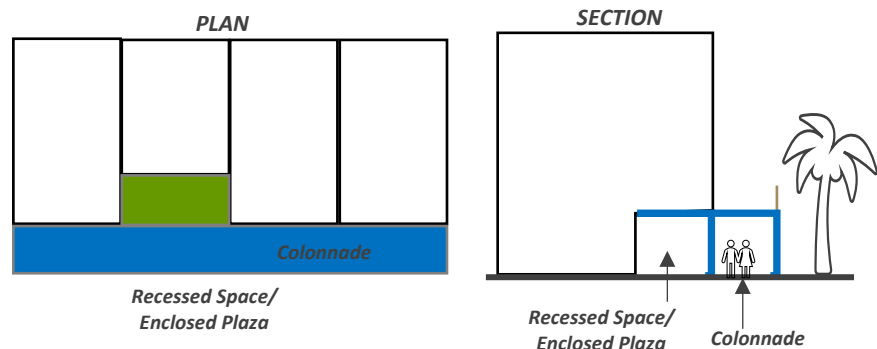 PLAN
Colonnade
Recessed Space/
Enclosed Plaza
SECTION
Recessed Space/
Enclosed Plaza
Colonnade